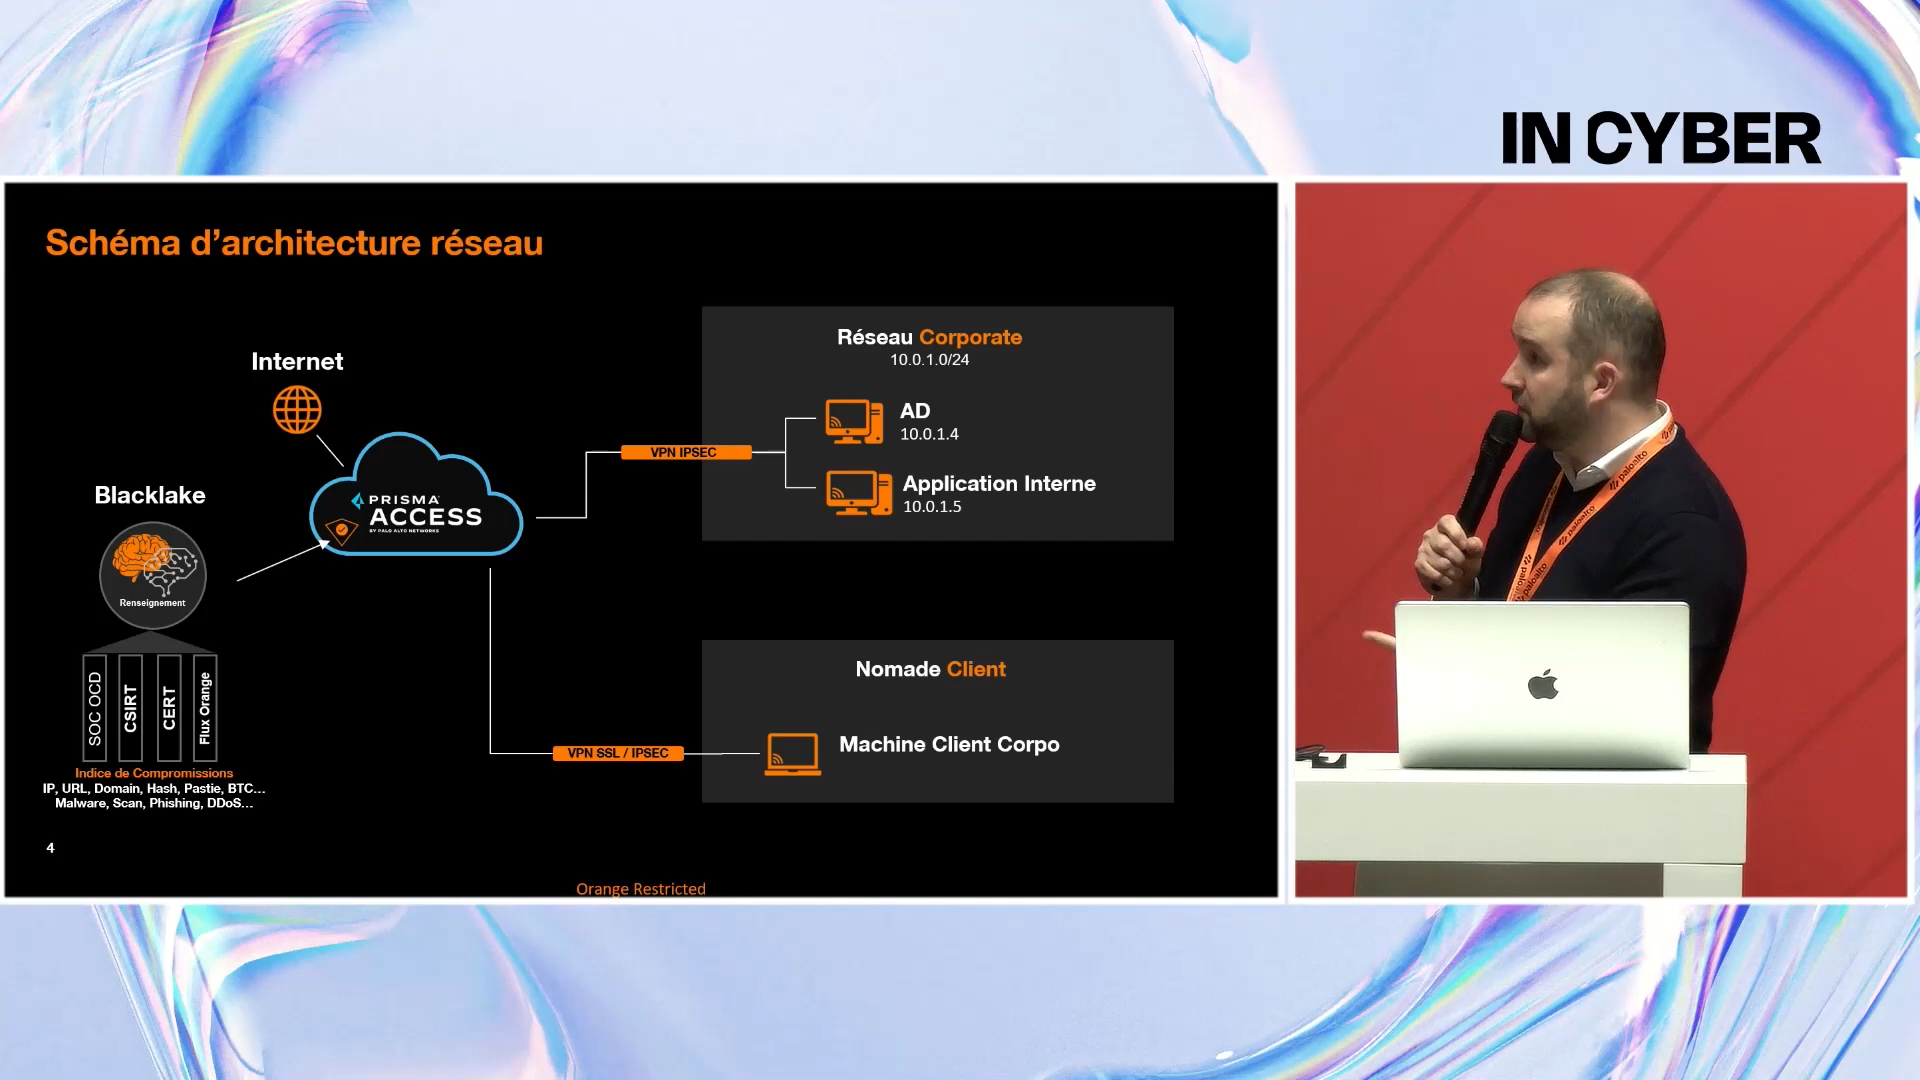 IN CYBER
Schéma d’architecture réseau
Internet
Blacklake
Renseignement
SOC OCD
CSIRT
CERT
Flux Orange
Indice de Compromissions
IP, URL, Domain, Hash, Pastie, BTC...
Malware, Scan, Phishing, DDoS...
PRISMA
ACCESS
BY PALO ALTO NETWORKS
VPN IPSEC
Réseau Corporate
10.0.1.0/24
AD
10.0.1.4
Application Interne
10.0.1.5
VPN SSL / IPSEC
Nomade Client
Machine Client Corpo
4
Orange Restricted
paloalto
paloalto
paloalto